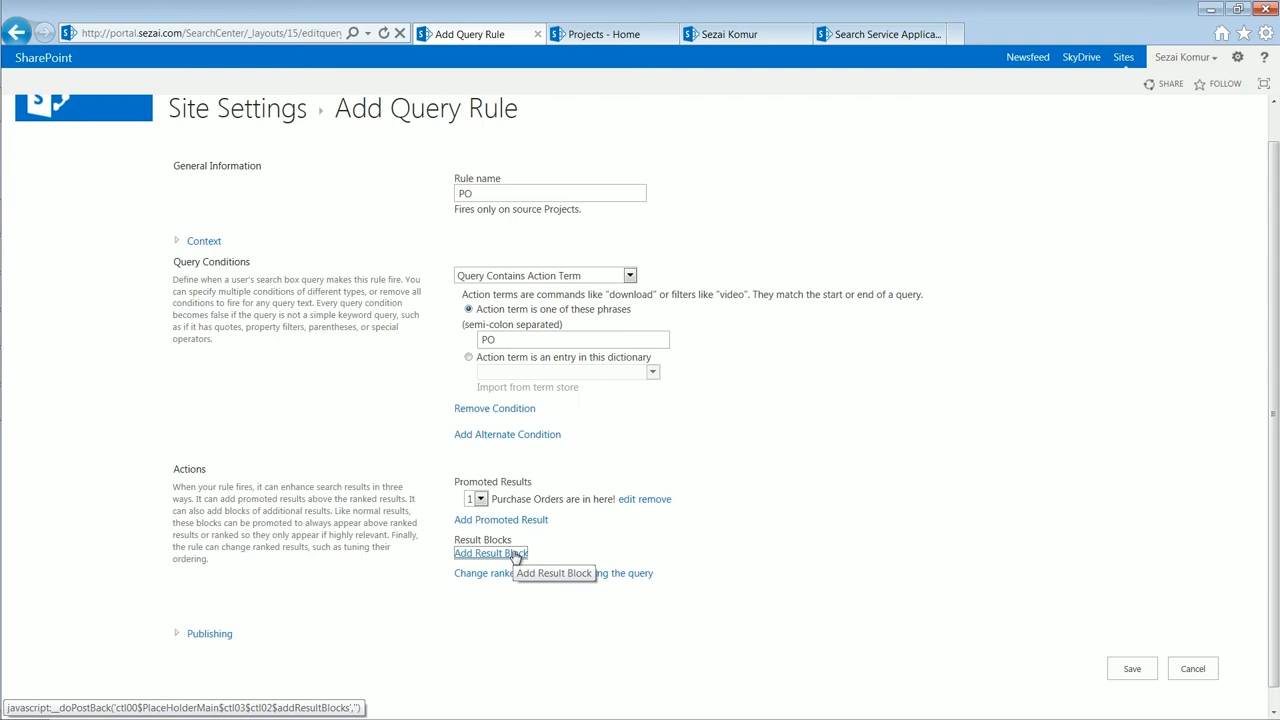 http://portal.sezai.com/SearchCenter/_layouts/15/editquery
Add Query Rule
Projects - Home
Sezai Komur
Search Service Applica...
SharePoint
Newsfeed
SkyDrive
Sites
Sezai Komur
?
SHARE
FOLLOW
Site Settings
Add Query Rule
General Information
Rule name
PO
Fires only on source Projects.
Context
Query Conditions
Define when a user's search box query makes this rule fire. You
can specify multiple conditions of different types, or remove all
conditions to fire for any query text. Every query condition
becomes false if the query is not a simple keyword query, such
as if it has quotes, property filters, parentheses, or special
operators.
Query Contains Action Term
Action terms are commands like "download" or filters like "video". They match the start or end of a query.
Action term is one of these phrases
(semi-colon separated)
PO
Action term is an entry in this dictionary
Import from term store
Remove Condition
Add Alternate Condition
Actions
When your rule fires, it can enhance search results in three
ways. It can add promoted results above the ranked results. It
can also add blocks of additional results. Like normal results,
these blocks can be promoted to always appear above ranked
results or ranked so they only appear if highly relevant. Finally,
the rule can change ranked results, such as tuning their
ordering.
Promoted Results
1
Purchase Orders are in here! edit remove
Add Promoted Result
Result Blocks
Add Result Block
Change ranke
ng the query
Add Result Block
Publishing
Save
Cancel
javascript:__doPostBack('ctl00$PlaceHolderMain$ctl03$ctl02$addResultBlocks','')